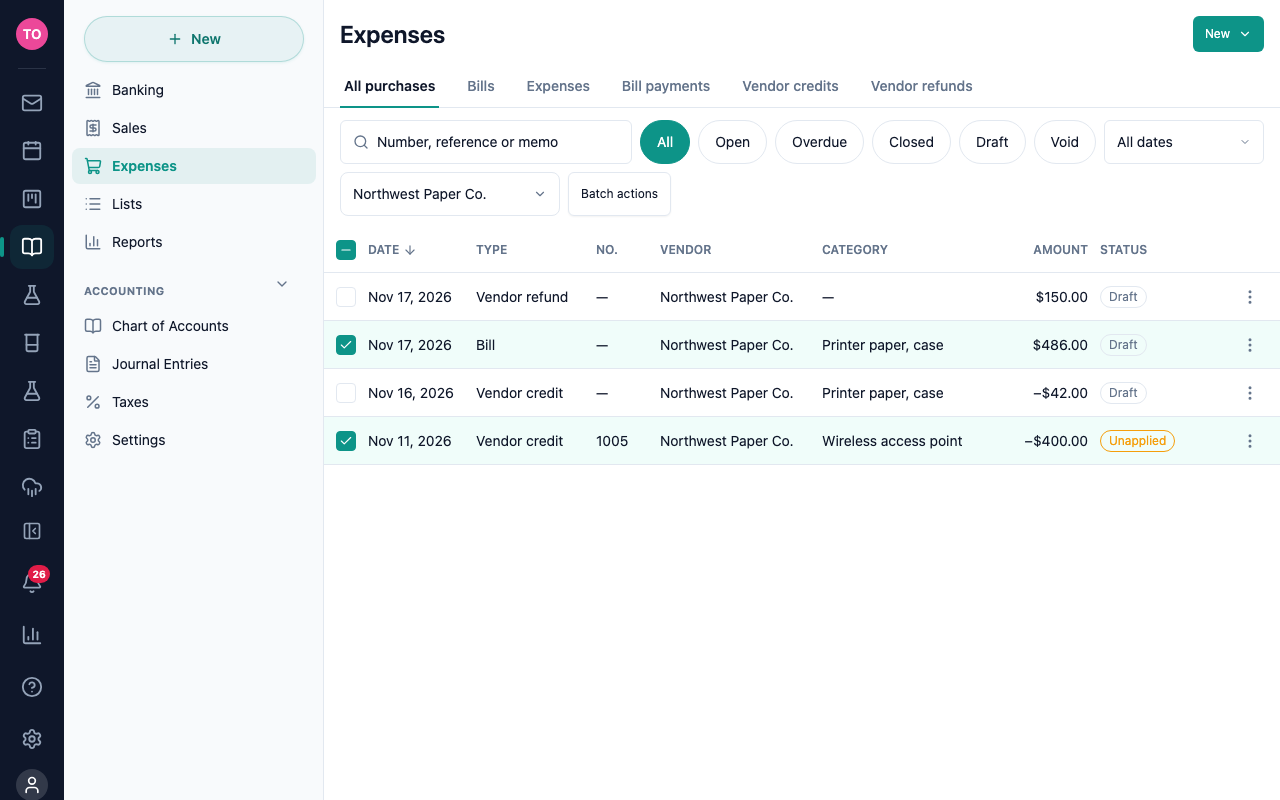 TO
26
New
Banking
Sales
Expenses
Lists
Reports
ACCOUNTING
Chart of Accounts
Journal Entries
Taxes
Settings
Expenses
New
All purchases
Bills
Expenses
Bill payments
Vendor credits
Vendor refunds
Number, reference or memo
All
Open
Overdue
Closed
Draft
Void
All dates
Northwest Paper Co.
Batch actions
DATE TYPE NO. VENDOR CATEGORY AMOUNT STATUS
Nov 17, 2026 Vendor refund — Northwest Paper Co. — $150.00 Draft
Nov 17, 2026 Bill — Northwest Paper Co. Printer paper, case $486.00 Draft
Nov 16, 2026 Vendor credit — Northwest Paper Co. Printer paper, case −$42.00 Draft
Nov 11, 2026 Vendor credit 1005 Northwest Paper Co. Wireless access point −$400.00 Unapplied